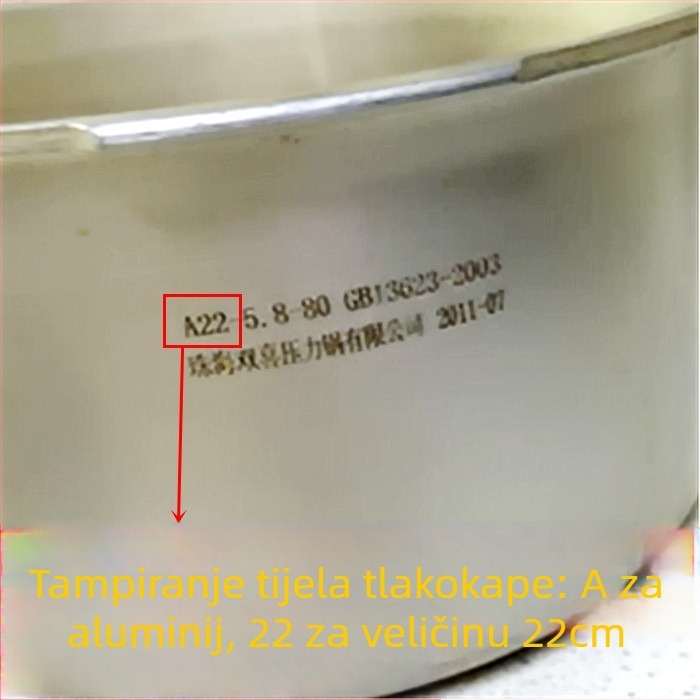 A22-5.8-80 GB13623-2003
珠海双喜压力锅有限公司 2011-07
Tampiranje tijela tlakokape: A za
aluminij, 22 za veličinu 22cm